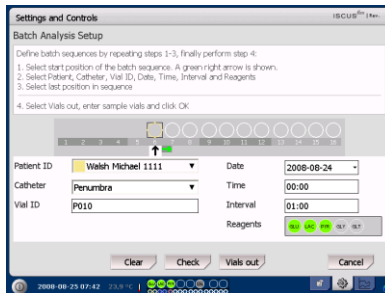 Settings and Controls ISCUSflex
Batch Analysis Setup
Define batch sequences by repeating steps 1-3, finally perform step 4:
1. Select start position of the batch sequence. A green right arrow is shown.
2. Select Patient, Catheter, Vial ID, Date, Time, Interval and Reagents
3. Select last position in sequence
4. Select Vials out, enter sample vials and click OK
1 2 3 4 5 6 7 8 9 10 11 12 13 14 15 16
Patient ID Walsh Michael 1111 Date 2008-08-24
Catheter Penumbra Time 00:00
Vial ID P010 Interval 01:00
Reagents GLU LAC PYR GLY GLT
Clear Check Vials out Cancel
2008-08-25 07:42 23,9 °C